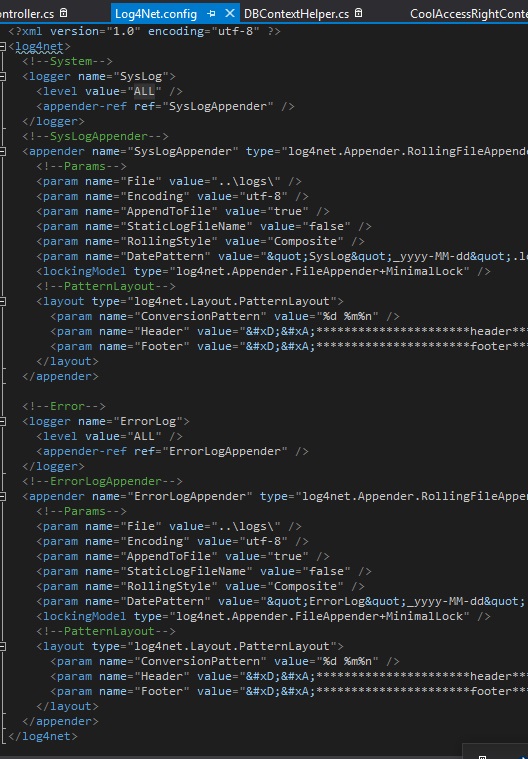 ontroller.cs
Log4Net.config
DBContextHelper.cs
CoolAccessRightConte
<?xml version="1.0" encoding="utf-8" ?>
<log4net>
<!--System-->
<logger name="SysLog">
<level value="ALL" />
<appender-ref ref="SysLogAppender" />
</logger>
<!--SysLogAppender-->
<appender name="SysLogAppender" type="log4net.Appender.RollingFileAppende
<!--Params-->
<param name="File" value="..\logs\" />
<param name="Encoding" value="utf-8" />
<param name="AppendToFile" value="true" />
<param name="StaticLogFileName" value="false" />
<param name="RollingStyle" value="Composite" />
<param name="DatePattern" value="&quot;SysLog&quot;_yyyy-MM-dd&quot;.l
<lockingModel type="log4net.Appender.FileAppender+MinimalLock" />
<!--PatternLayout-->
<layout type="log4net.Layout.PatternLayout">
<param name="ConversionPattern" value="%d %m%n" />
<param name="Header" value="&#xD;&#xA;**********************header***
<param name="Footer" value="&#xD;&#xA;**********************footer***
</layout>
</appender>
<!--Error-->
<logger name="ErrorLog">
<level value="ALL" />
<appender-ref ref="ErrorLogAppender" />
</logger>
<!--ErrorLogAppender-->
<appender name="ErrorLogAppender" type="log4net.Appender.RollingFileAppen
<!--Params-->
<param name="File" value="..\logs\" />
<param name="Encoding" value="utf-8" />
<param name="AppendToFile" value="true" />
<param name="StaticLogFileName" value="false" />
<param name="RollingStyle" value="Composite" />
<param name="DatePattern" value="&quot;ErrorLog&quot;_yyyy-MM-dd&quot;
<lockingModel type="log4net.Appender.FileAppender+MinimalLock" />
<!--PatternLayout-->
<layout type="log4net.Layout.PatternLayout">
<param name="ConversionPattern" value="%d %m%n" />
<param name="Header" value="&#xD;&#xA;**********************header***
<param name="Footer" value="&#xD;&#xA;**********************footer***
</layout>
</appender>
</log4net>